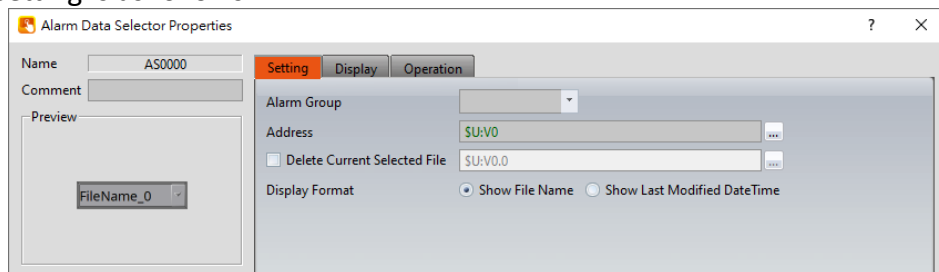 Alarm Data Selector Properties ? ×
Name AS0000
Comment
Preview
FileName_0
Setting Display Operation
Alarm Group
Address $U:V0 ...
Delete Current Selected File $U:V0.0 ...
Display Format Show File Name Show Last Modified DateTime